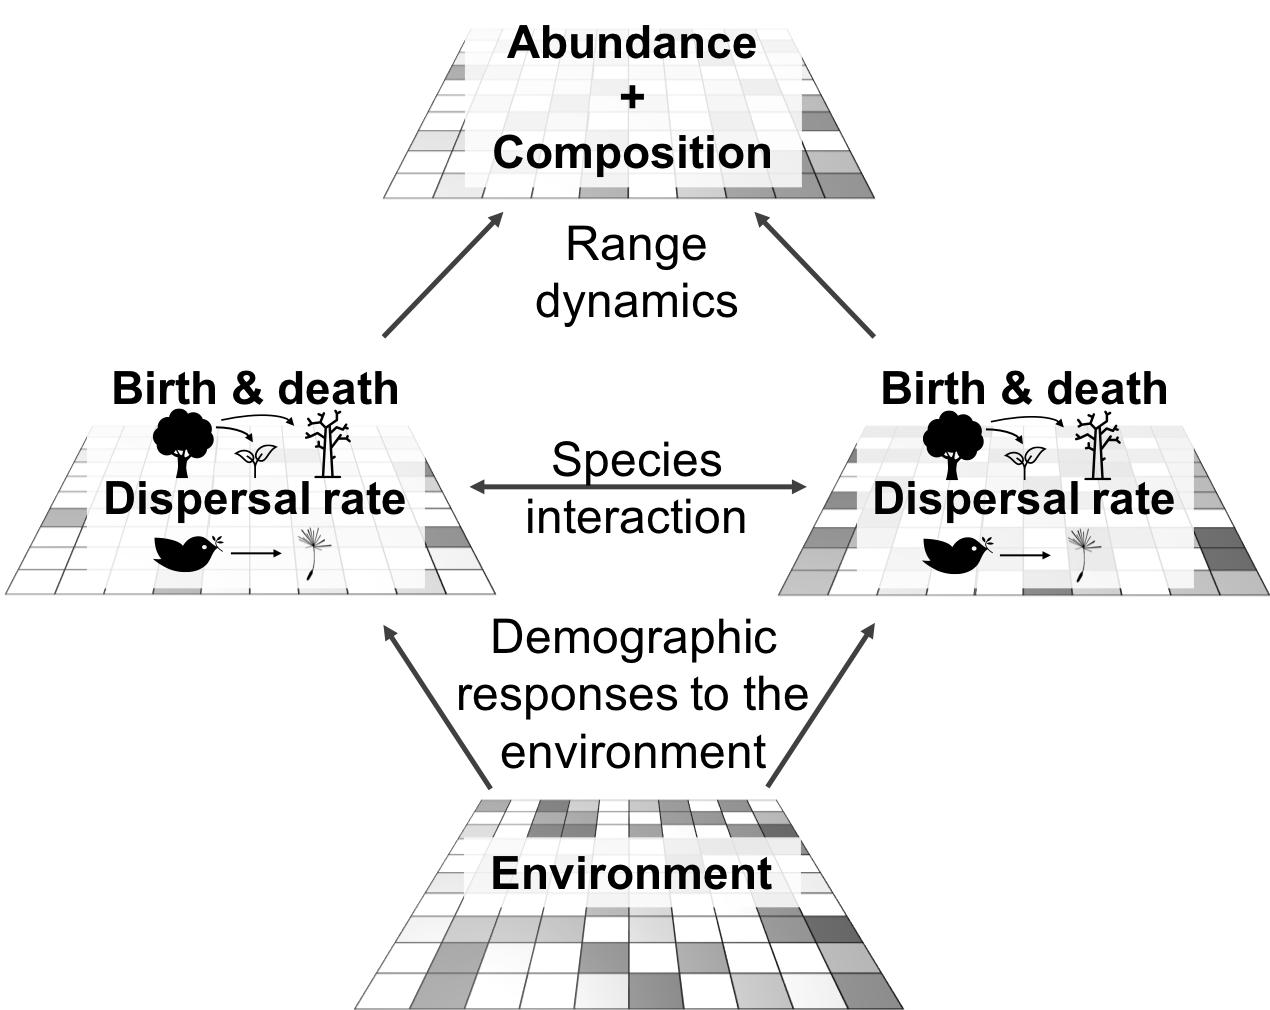 Abundance
+
Composition
Range
dynamics
Birth & death
Dispersal rate
Species
interaction
Birth & death
Dispersal rate
Demographic
responses to the
environment
Environment